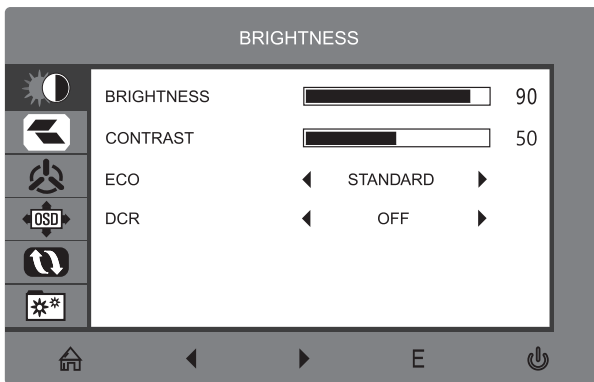 BRIGHTNESS
BRIGHTNESS 90
CONTRAST 50
ECO STANDARD
DCR OFF
OSD
E